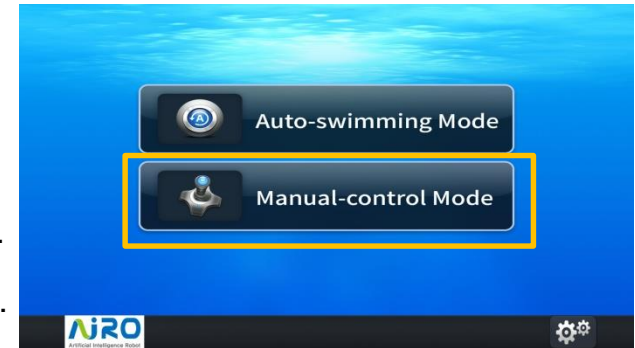 A
Auto-swimming Mode
Manual-control Mode
.
.
AiRO
Artificial Intelligence Robot